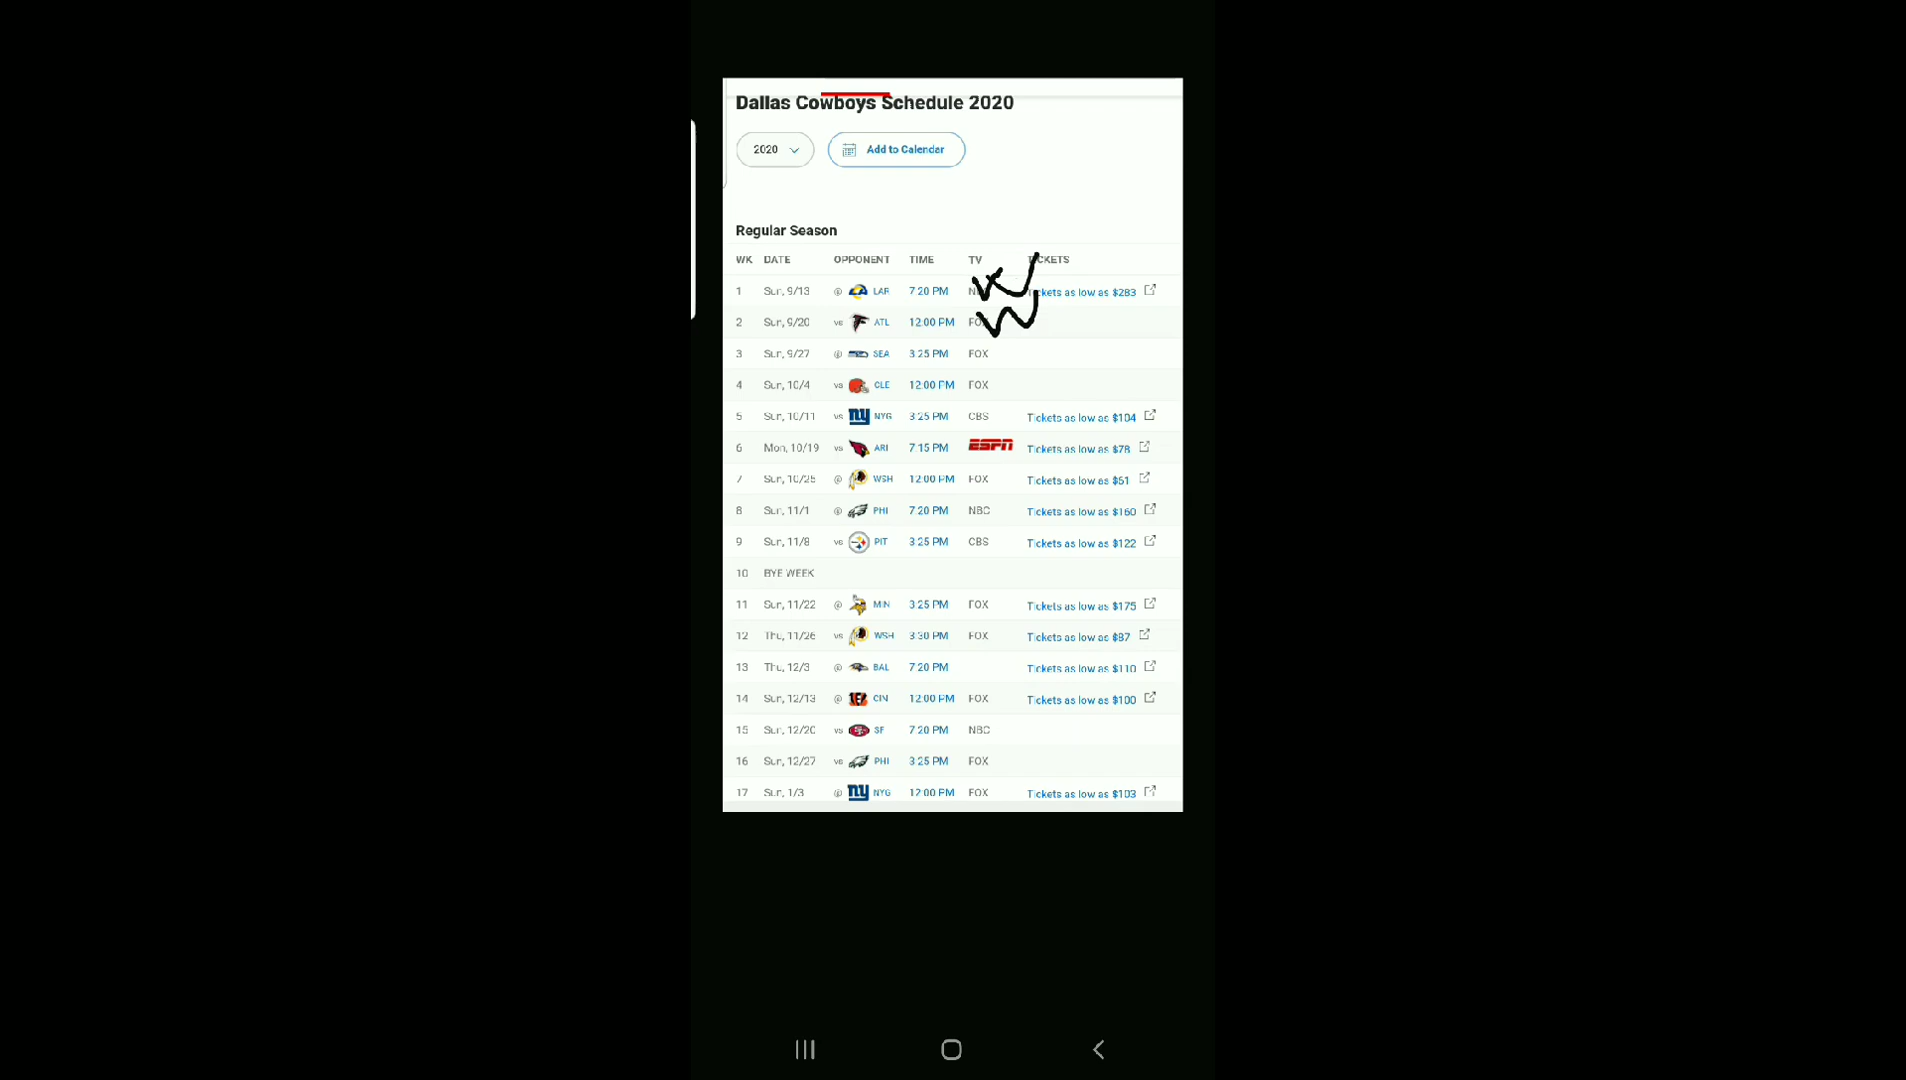 Dallas Cowboys Schedule 2020
2020 Add to Calendar
Regular Season
WK DATE OPPONENT TIME TV TICKETS
1 Sun, 9/13 @ LAR 7:20 PM Tickets as low as $283
W
2 Sun, 9/20 vs ATL 12:00 PM FOX
W
3 Sun, 9/27 @ SEA 3:25 PM FOX
4 Sun, 10/4 vs CLE 12:00 PM FOX
5 Sun, 10/11 vs ny NYG 3:25 PM CBS Tickets as low as $104
6 Mon, 10/19 vs ARI 7:15 PM ESPN Tickets as low as $78
7 Sun, 10/25 @ WSH 12:00 PM FOX Tickets as low as $61
8 Sun, 11/1 @ PHI 7:20 PM NBC Tickets as low as $160
9 Sun, 11/8 vs PIT 3:25 PM CBS Tickets as low as $122
10 BYE WEEK
11 Sun, 11/22 @ MIN 3:25 PM FOX Tickets as low as $175
12 Thu, 11/26 vs WSH 3:30 PM FOX Tickets as low as $87
13 Thu, 12/3 @ BAL 7:20 PM Tickets as low as $110
14 Sun, 12/13 @ CIN 12:00 PM FOX Tickets as low as $100
15 Sun, 12/20 vs SF 7:20 PM NBC
16 Sun, 12/27 vs PHI 3:25 PM FOX
17 Sun, 1/3 @ ny NYG 12:00 PM FOX Tickets as low as $103